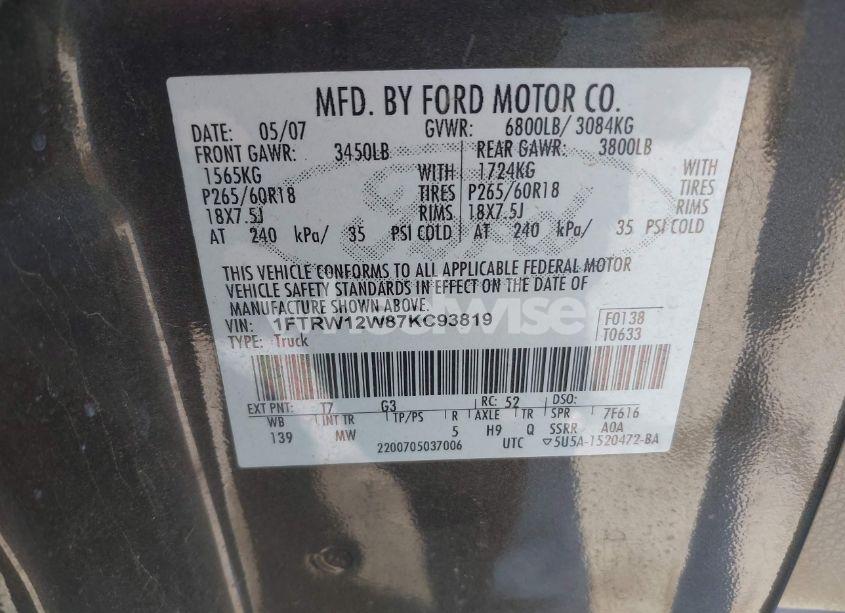 MFD. BY FORD MOTOR CO.
DATE: 05/07 GVWR: 6800LB/ 3084KG
FRONT GAWR: 3450LB REAR GAWR: 3800LB
1565KG WITH 1724KG WITH
P265/60R18 TIRES P265/60R18 TIRES
18X7.5J RIMS 18X7.5J RIMS
AT 240 kPa/ 35 PSI COLD AT 240 kPa/ 35 PSI COLD
THIS VEHICLE CONFORMS TO ALL APPLICABLE FEDERAL MOTOR
VEHICLE SAFETY STANDARDS IN EFFECT ON THE DATE OF
MANUFACTURE SHOWN ABOVE.
VIN: 1FTRW12W87KC93819 F0138
TYPE: Truck T0633
EXT PNT: T7 G3 RC: 52 DSO:
WB INT TR TP/PS R AXLE TR SPR 7F616
139 MW 5 H9 Q SSRR A0A
2200705037006 UTC ▽5U5A-1520472-BA